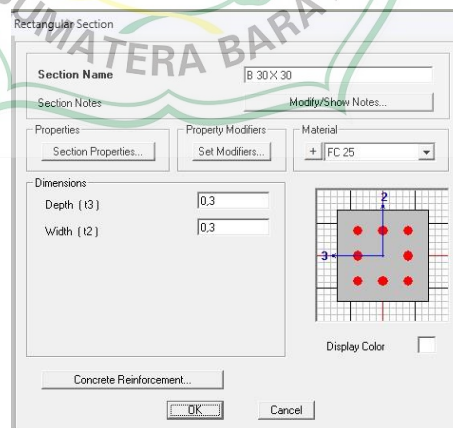 Rectangular Section
SUMATERA BARA
Section Name B 30 X 30
Section Notes Modify/Show Notes...
Properties Property Modifiers Material
Section Properties... Set Modifiers... + FC 25
Dimensions
Depth ( t3 ) 0,3
Width ( t2 ) 0,3
2
3
Display Color
Concrete Reinforcement...
OK Cancel